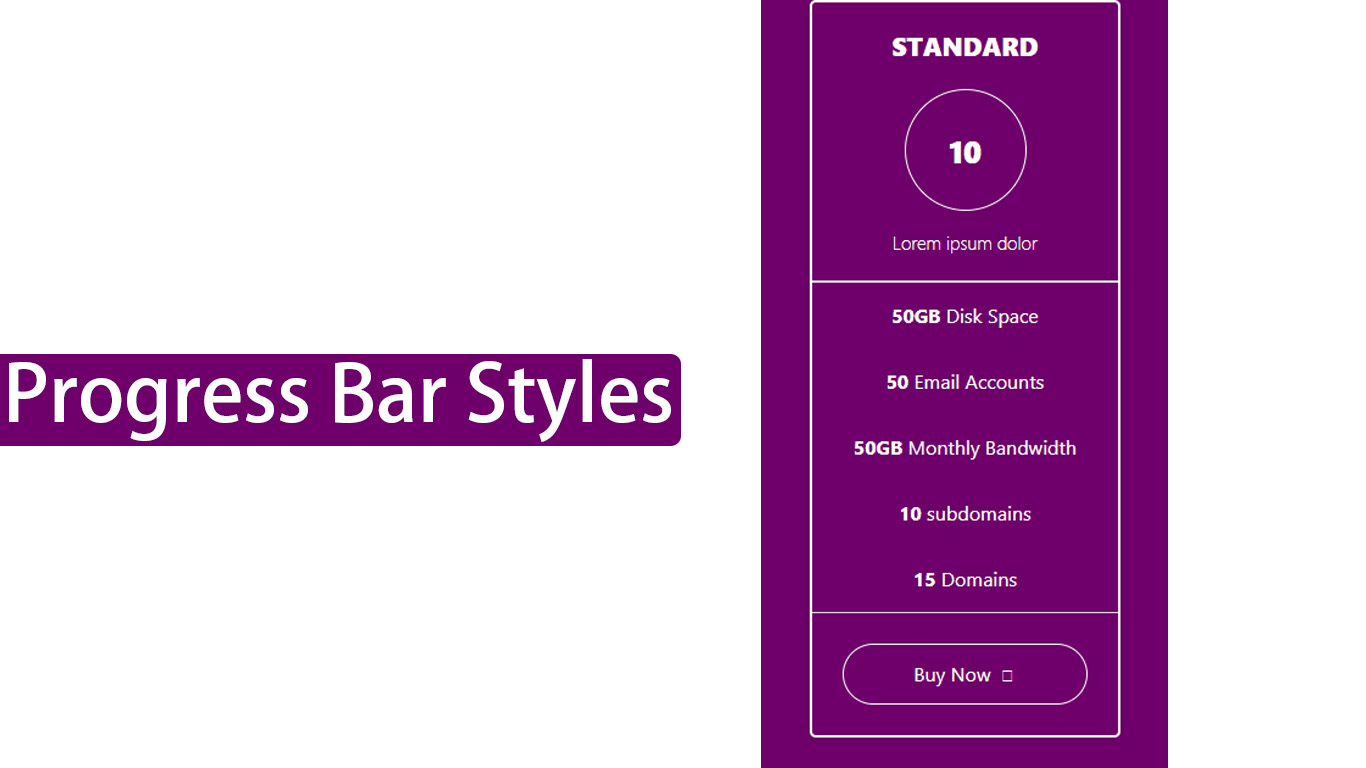 Progress Bar Styles
STANDARD
10
Lorem ipsum dolor
50GB Disk Space
50 Email Accounts
50GB Monthly Bandwidth
10 subdomains
15 Domains
Buy Now